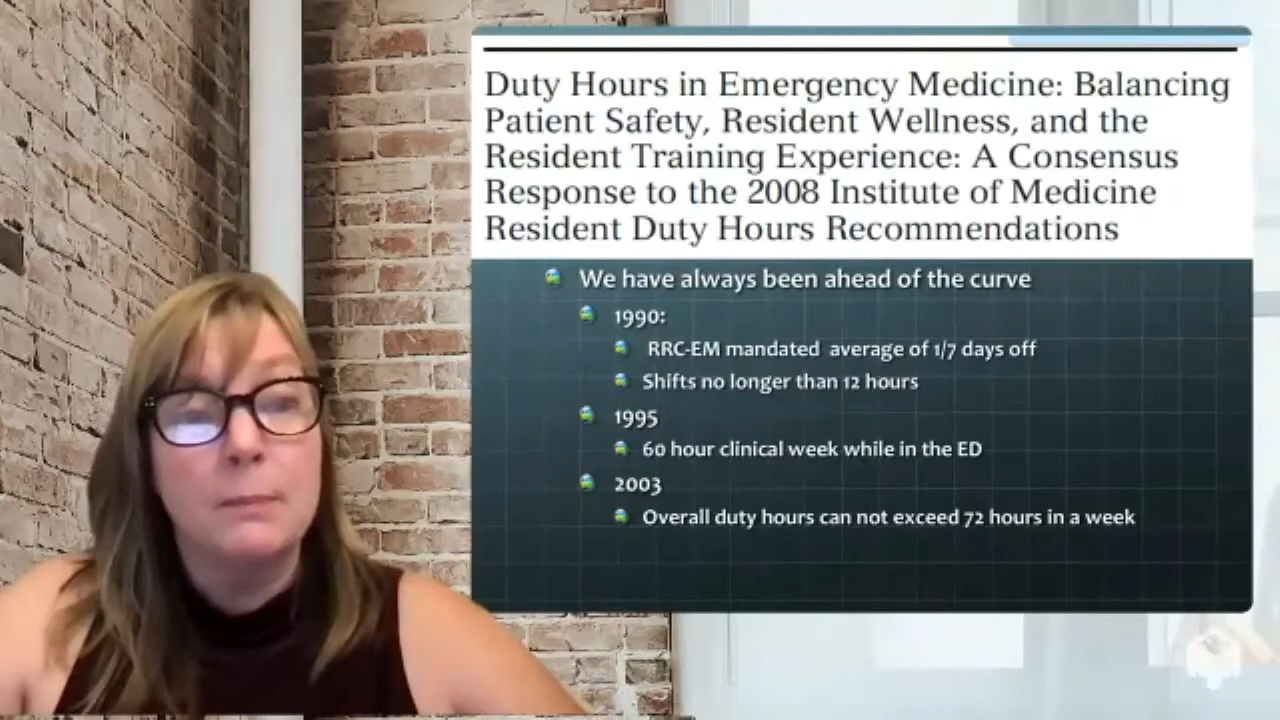 Duty Hours in Emergency Medicine: Balancing
Patient Safety, Resident Wellness, and the
Resident Training Experience: A Consensus
Response to the 2008 Institute of Medicine
Resident Duty Hours Recommendations
We have always been ahead of the curve
1990:
RRC-EM mandated average of 1/7 days off
Shifts no longer than 12 hours
1995
60 hour clinical week while in the ED
2003
Overall duty hours can not exceed 72 hours in a week